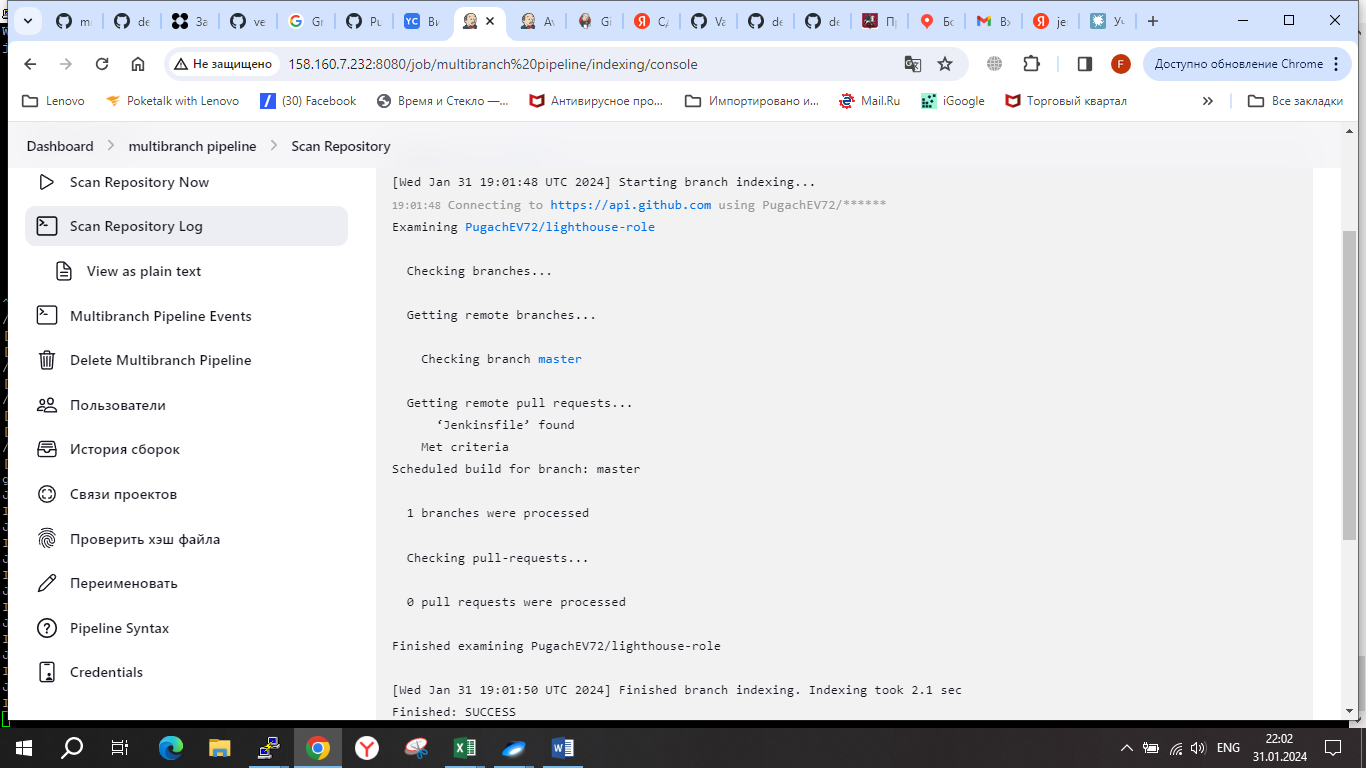 m
de
За
ve
Gr
Pu
YC Ви
Av
Gi
СД
Va
de
de
Пр
Бо
Вх
je
Уч
Не защищено
158.160.7.232:8080/job/multibranch%20pipeline/indexing/console
F
Доступно обновление Chrome
Lenovo
Poketalk with Lenovo
(30) Facebook
Время и Стекло —...
Антивирусное про...
Импортировано и...
Mail.Ru
iGoogle
Торговый квартал
»
Все закладки
Dashboard > multibranch pipeline > Scan Repository
Scan Repository Now
Scan Repository Log
View as plain text
Multibranch Pipeline Events
Delete Multibranch Pipeline
Пользователи
История сборок
Связи проектов
Проверить хэш файла
Переименовать
Pipeline Syntax
Credentials
[Wed Jan 31 19:01:48 UTC 2024] Starting branch indexing...
19:01:48 Connecting to https://api.github.com using PugachEV72/******
Examining PugachEV72/lighthouse-role
Checking branches...
Getting remote branches...
Checking branch master
Getting remote pull requests...
‘Jenkinsfile’ found
Met criteria
Scheduled build for branch: master
1 branches were processed
Checking pull-requests...
0 pull requests were processed
Finished examining PugachEV72/lighthouse-role
[Wed Jan 31 19:01:50 UTC 2024] Finished branch indexing. Indexing took 2.1 sec
Finished: SUCCESS
ENG
22:02
31.01.2024